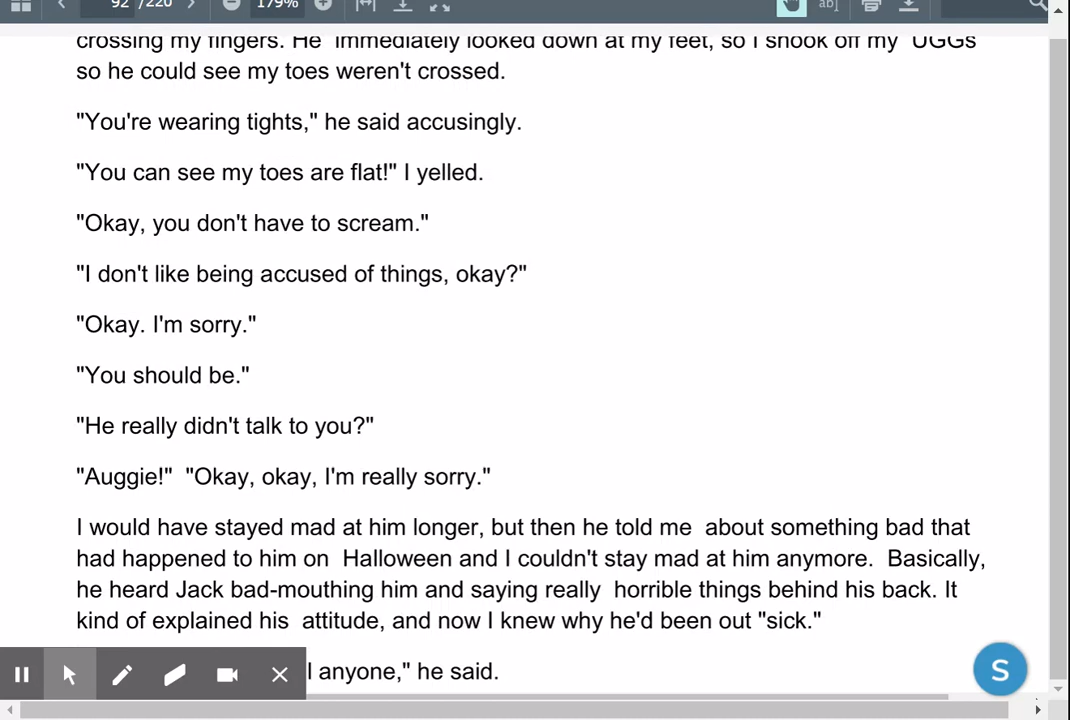 92 /220 179%
crossing my fingers. He immediately looked down at my feet, so I shook off my UGGs
so he could see my toes weren't crossed.
"You're wearing tights," he said accusingly.
"You can see my toes are flat!" I yelled.
"Okay, you don't have to scream."
"I don't like being accused of things, okay?"
"Okay. I'm sorry."
"You should be."
"He really didn't talk to you?"
"Auggie!" "Okay, okay, I'm really sorry."
I would have stayed mad at him longer, but then he told me about something bad that
had happened to him on Halloween and I couldn't stay mad at him anymore. Basically,
he heard Jack bad-mouthing him and saying really horrible things behind his back. It
kind of explained his attitude, and now I knew why he'd been out "sick."
anyone," he said.
S